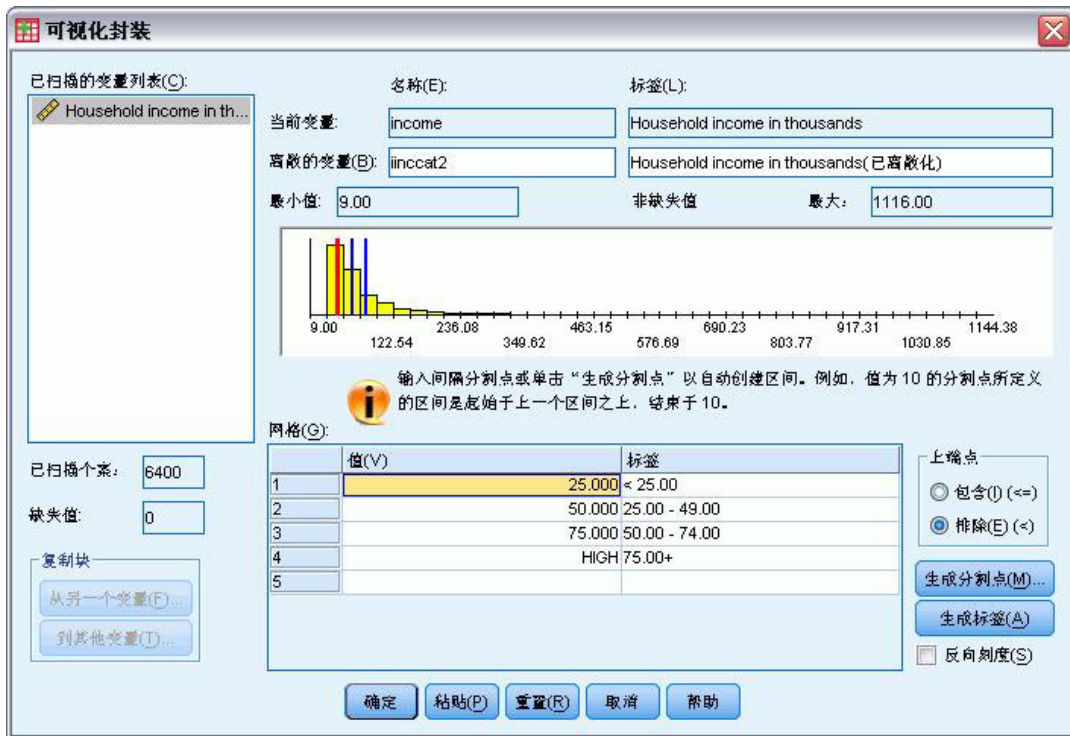 可视化封装
已扫描的变量列表(C):
Household income in th...
名称(E):
标签(L):
当前变量:
income
Household income in thousands
离散的变量(B):
iinccat2
Household income in thousands(已离散化)
最小值:
9.00
非缺失值
最大:
1116.00
9.00
122.54
236.08
349.62
463.15
576.69
690.23
803.77
917.31
1030.85
1144.38
输入间隔分割点或单击“生成分割点”以自动创建区间。例如，值为 10 的分割点所定义
的区间是起始于上一个区间之上，结束于 10。
网格(G):
值(V) 标签
1 25.000 < 25.00
2 50.000 25.00 - 49.00
3 75.000 50.00 - 74.00
4 HIGH 75.00+
5
已扫描个案:
6400
缺失值:
0
复制块
从另一个变量(F)...
到其他变量(T)...
上端点
包含(I) (<=)
排除(E) (<)
生成分割点(M)...
生成标签(A)
反向刻度(S)
确定
粘贴(P)
重置(R)
取消
帮助